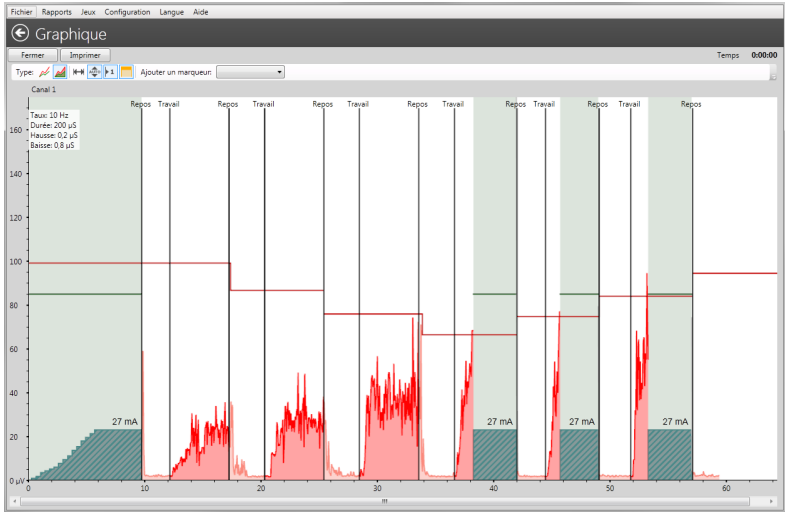 Fichier Rapports Jeux Configuration Langue Aide
Graphique
Fermer Imprimer Temps 0:00:00
Type: AUTO 1 Ajouter un marqueur:
Canal 1
Repos Travail Repos Travail Repos Travail Repos Travail Repos Travail Repos Travail Repos
Taux: 10 Hz
Durée: 200 µS
Hausse: 0,2 µS
Baisse: 0,8 µS
160
140
120
100
80
60
40
27 mA 27 mA 27 mA 27 mA
20
0 µV
0 10 20 30 40 50 60